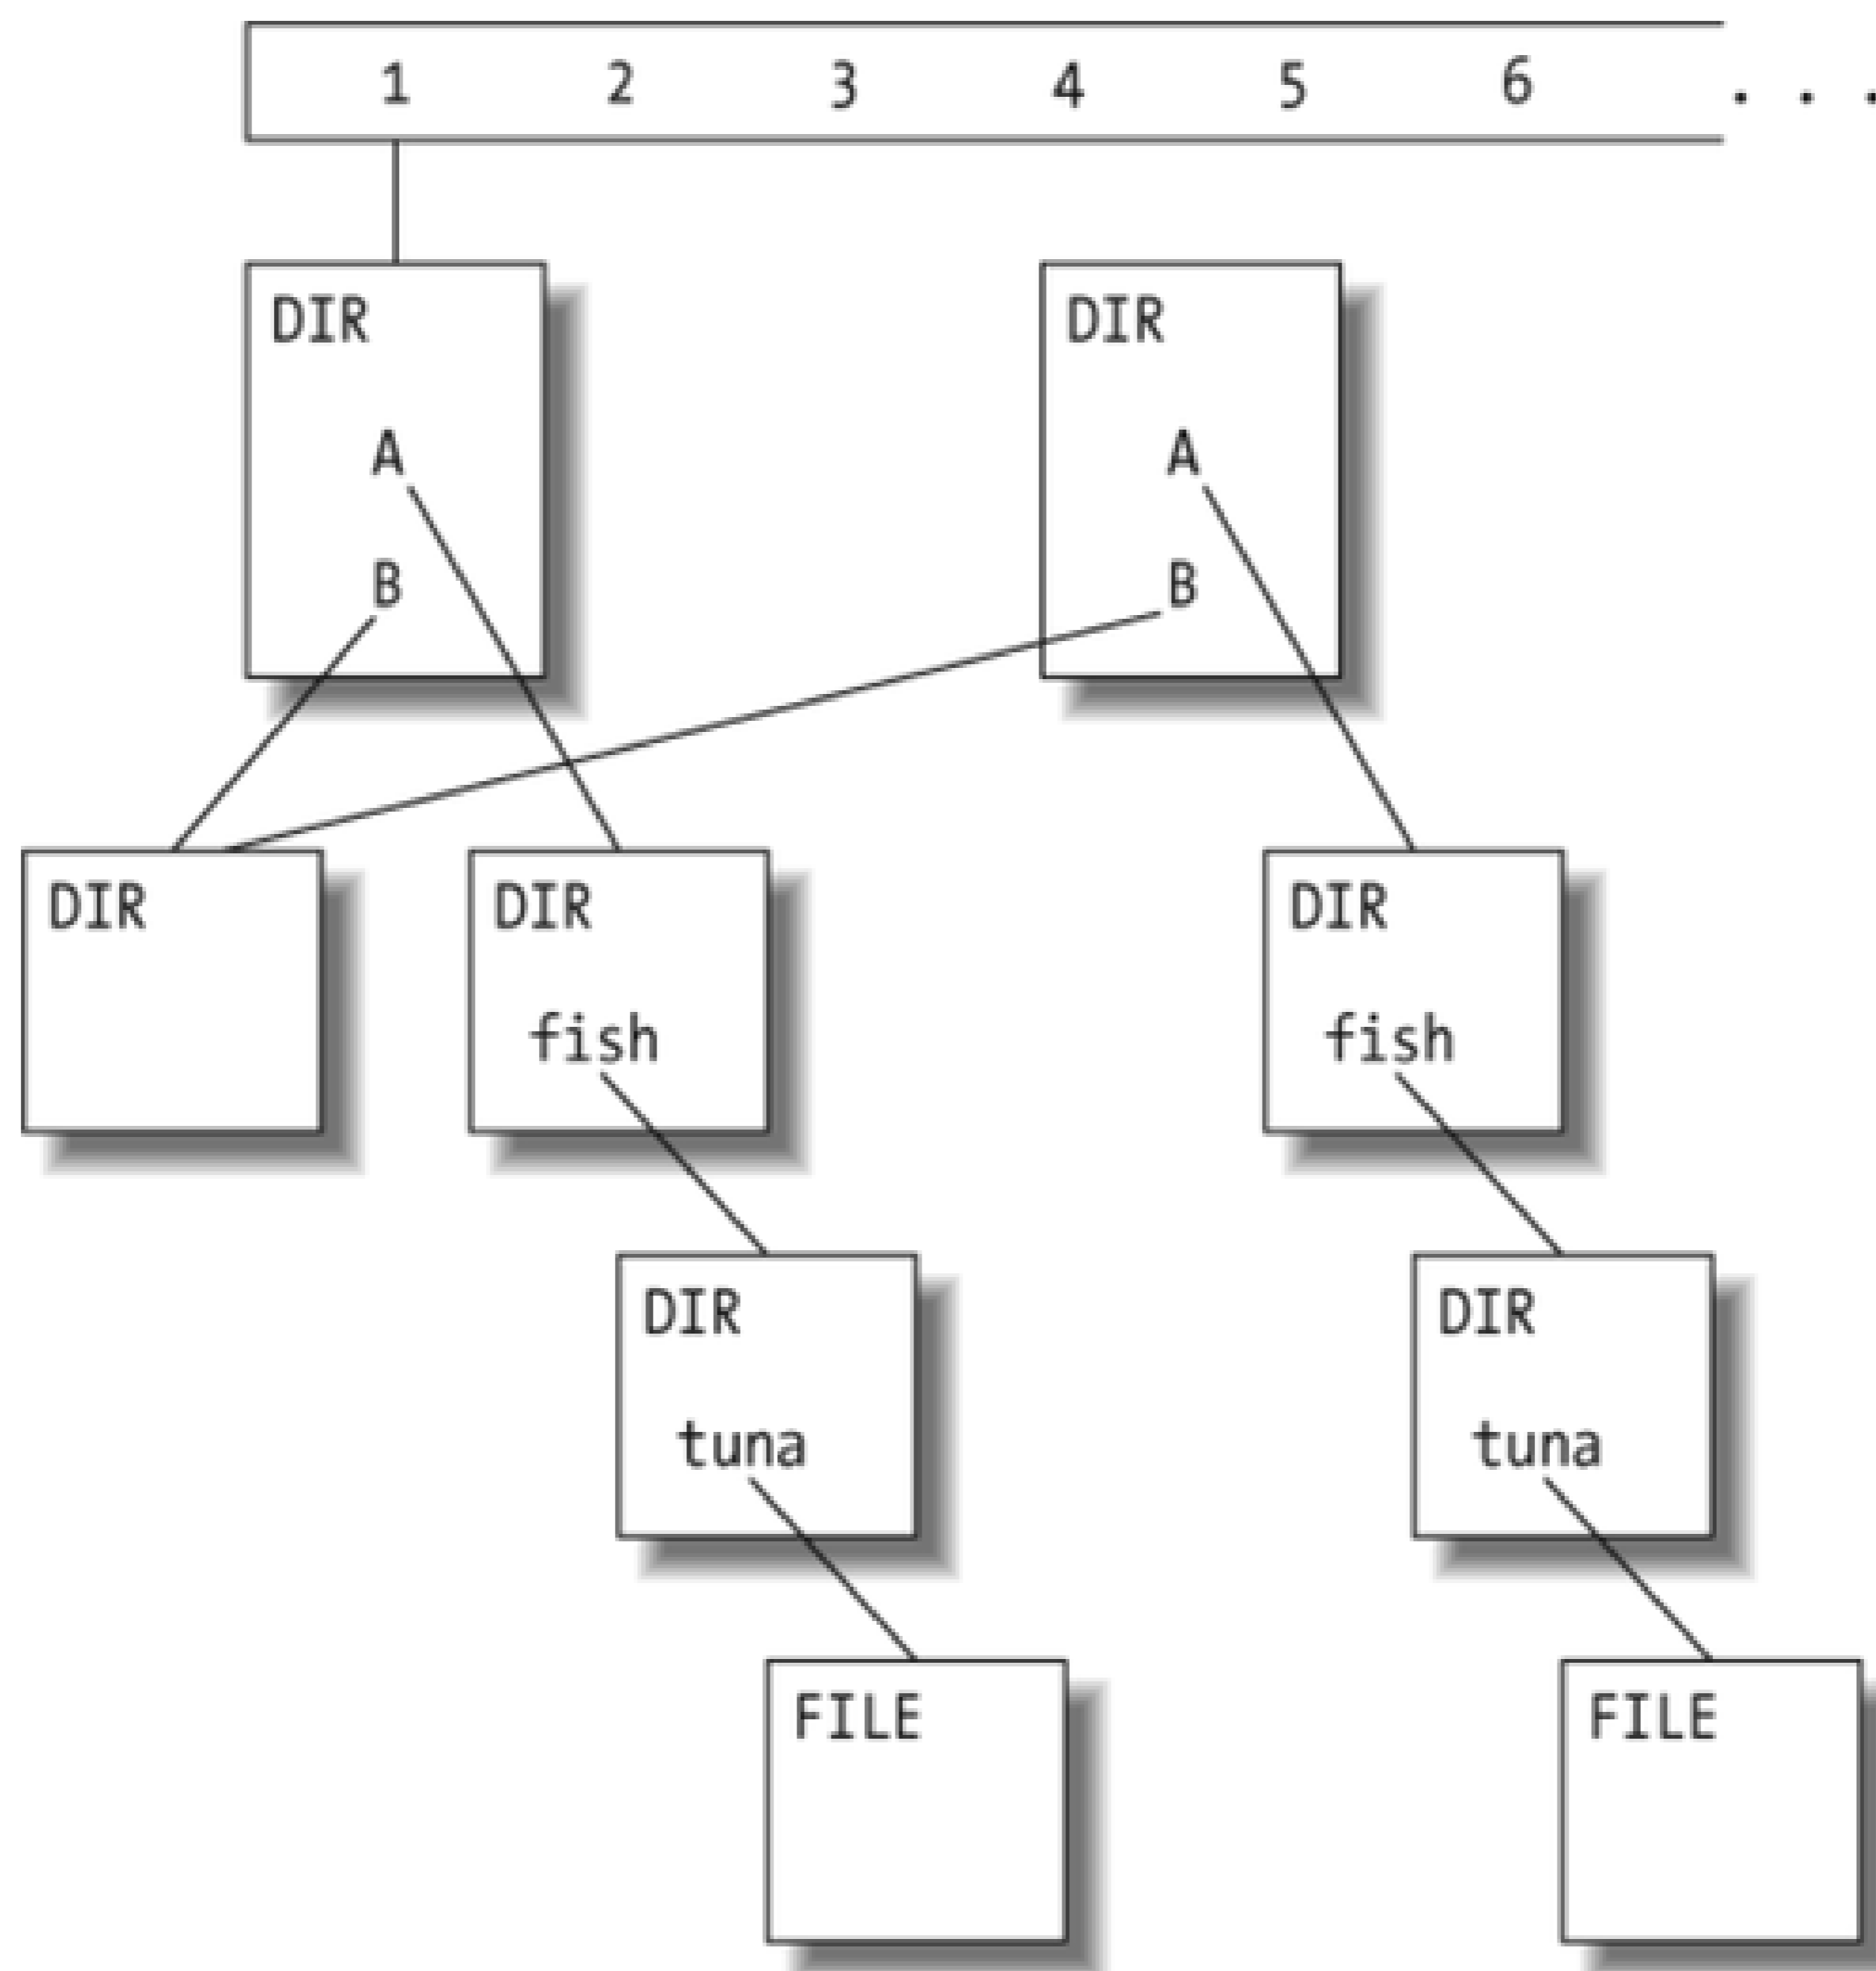 1 2 3 4 5 6 . . .
DIR
A
B
DIR
A
B
DIR
DIR
fish
DIR
fish
DIR
tuna
DIR
tuna
FILE
FILE